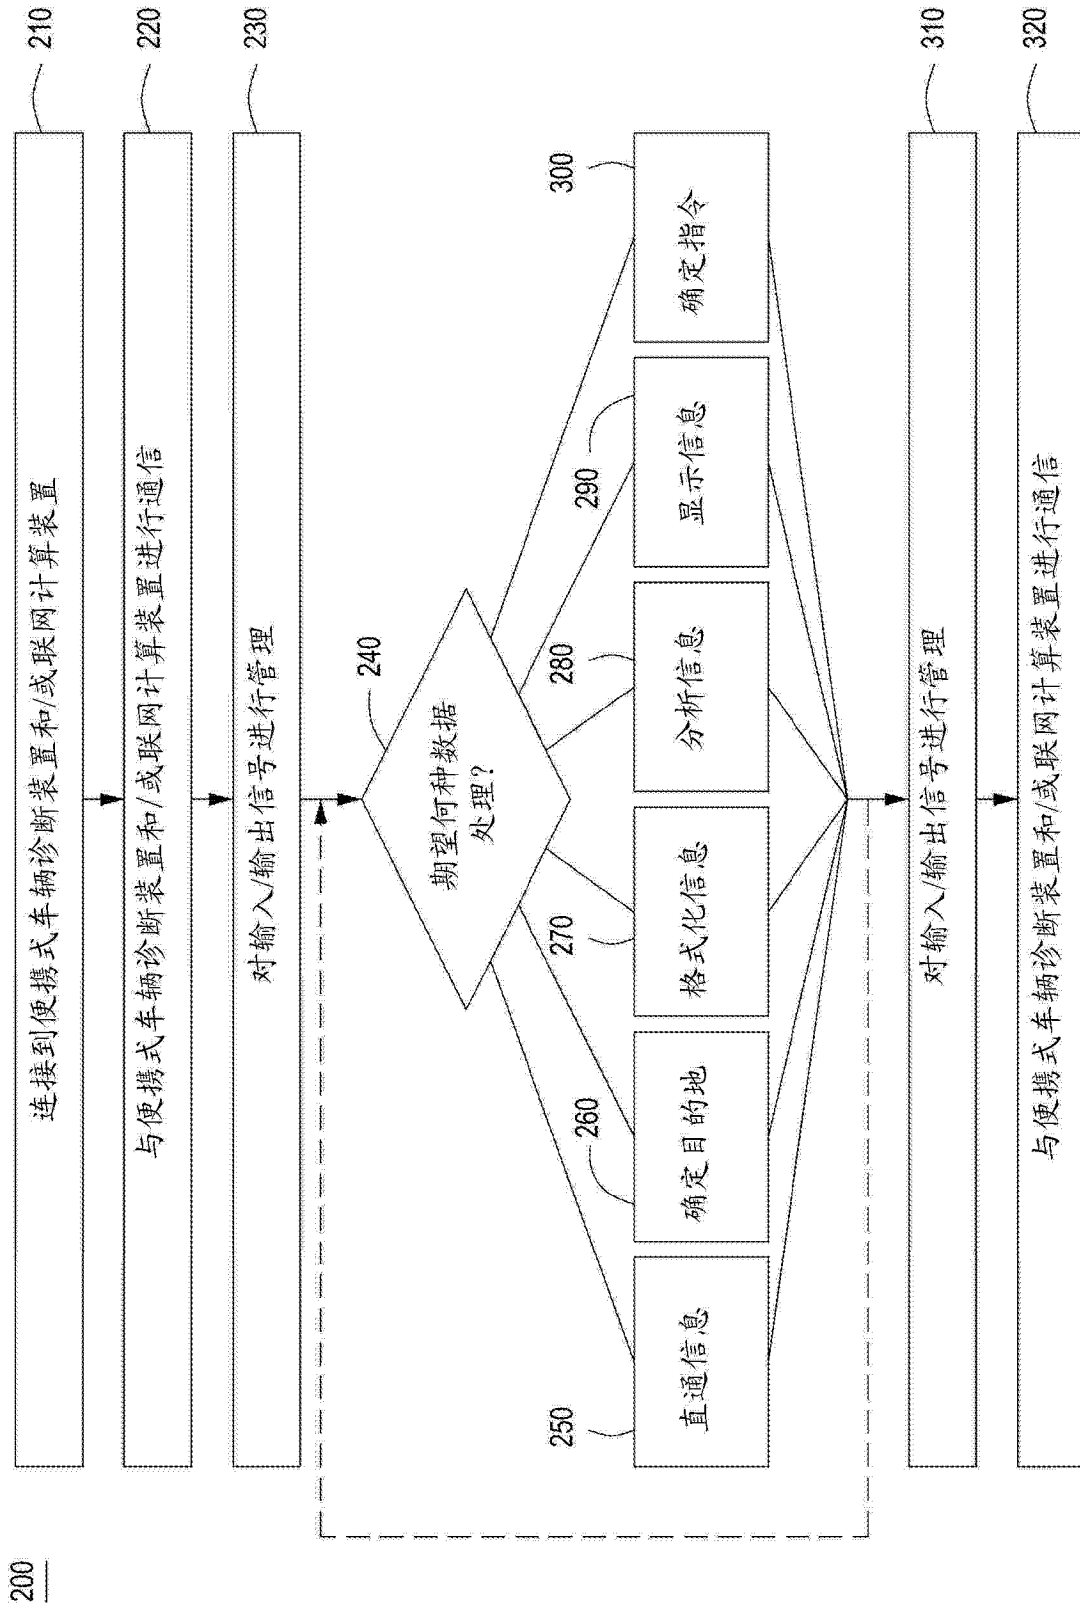 200
连接到便携式车辆诊断装置和/或联网计算装置
210
与便携式车辆诊断装置和/或联网计算装置进行通信
220
对输入/输出信号进行管理
230
期望何种数据
处理?
240
250
直通信息
260
确定目的地
270
格式化信息
280
分析信息
290
显示信息
300
确定指令
对输入/输出信号进行管理
310
与便携式车辆诊断装置和/或联网计算装置进行通信
320